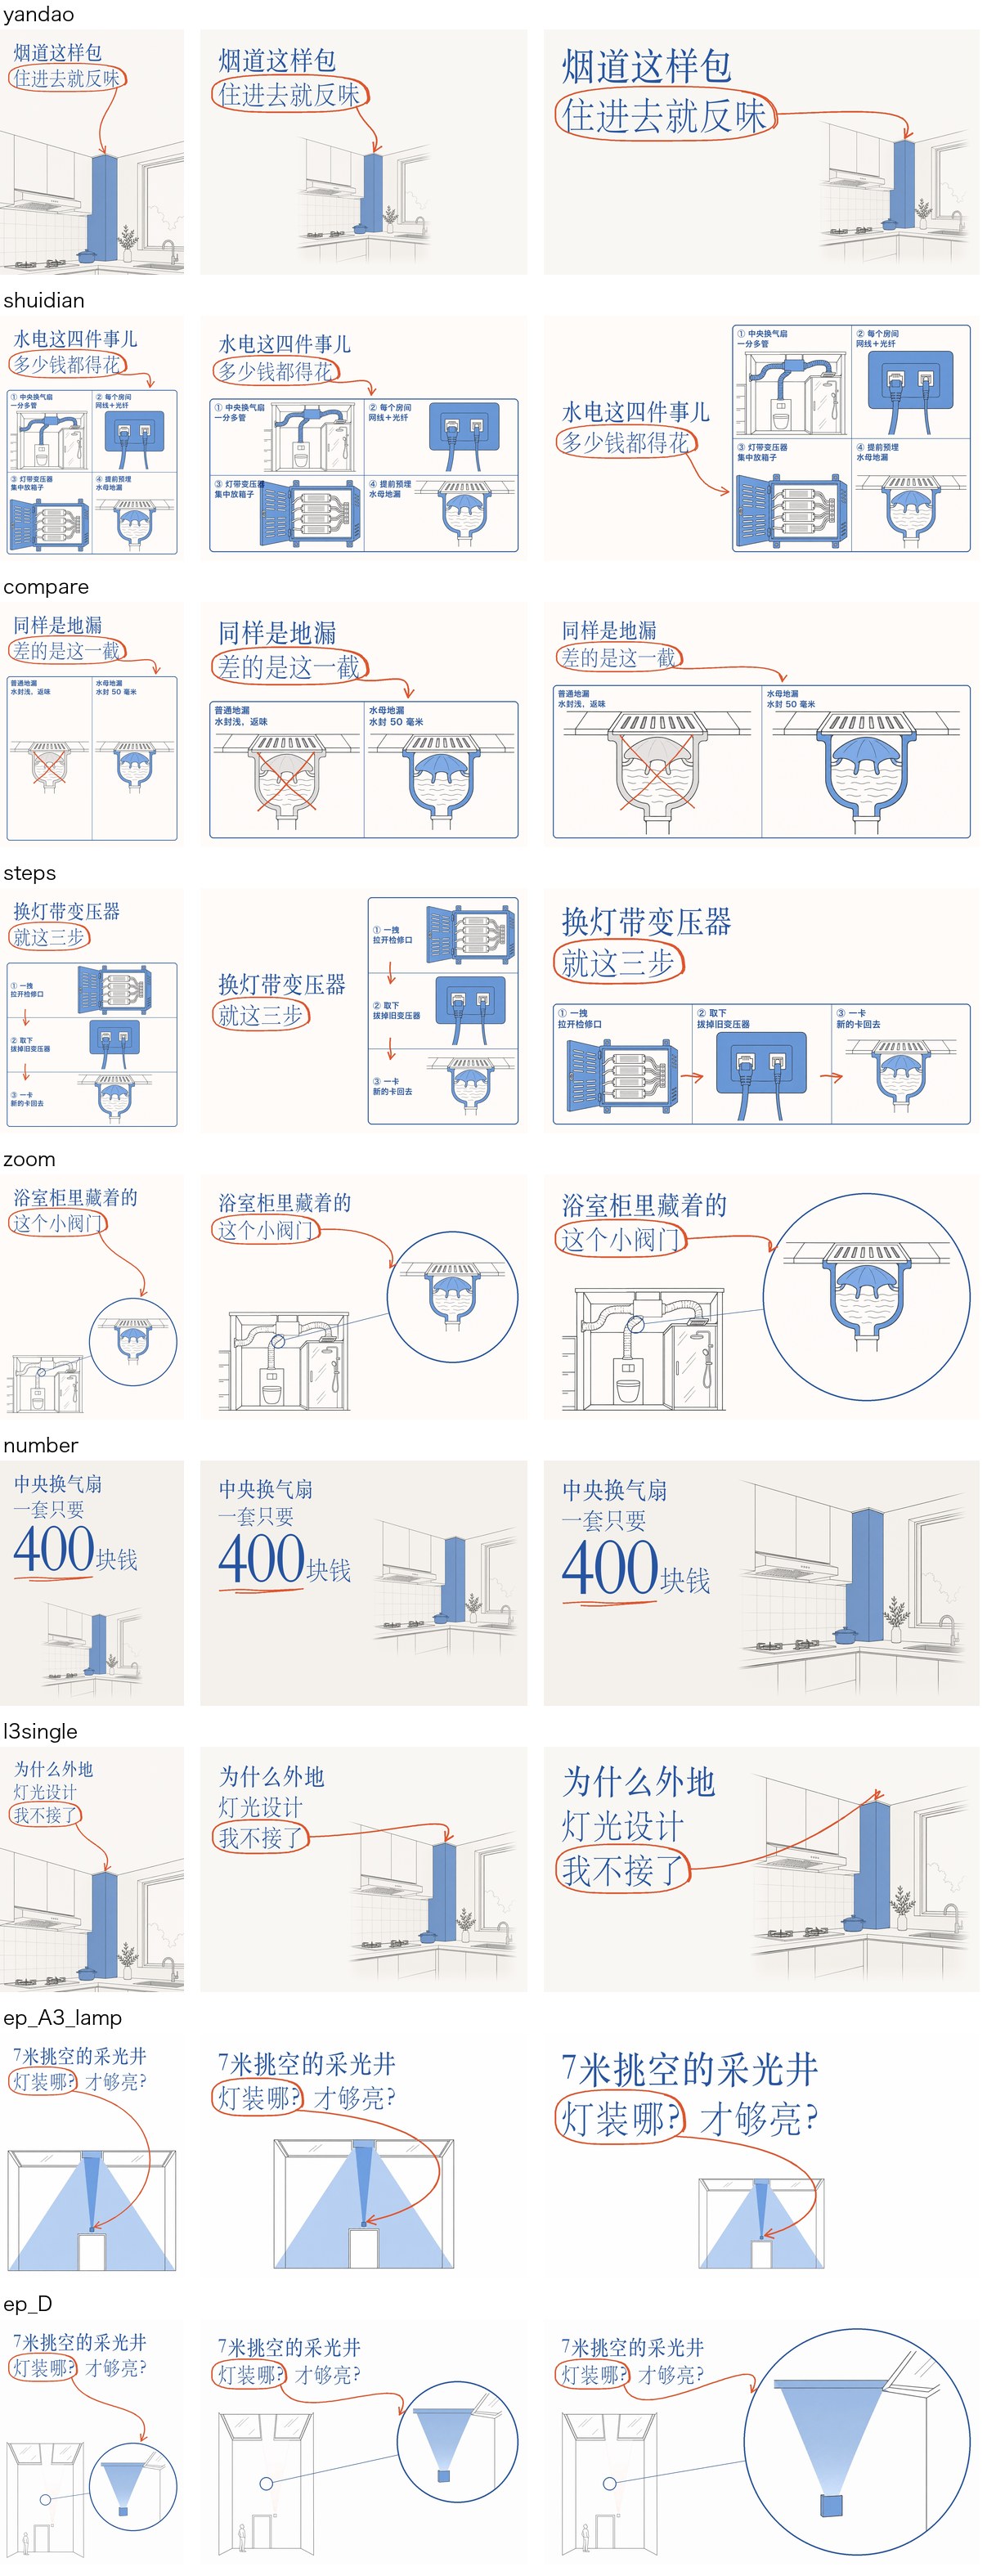 yandao
烟道这样包
住进去就反味
烟道这样包
住进去就反味
烟道这样包
住进去就反味
shuidian
水电这四件事儿
多少钱都得花
① 中央换气扇
一分多管
② 每个房间
网线+光纤
③ 灯带变压器
集中放箱子
④ 提前预埋
水母地漏
水电这四件事儿
多少钱都得花
① 中央换气扇
一分多管
② 每个房间
网线+光纤
③ 灯带变压器
集中放箱子
④ 提前预埋
水母地漏
水电这四件事儿
多少钱都得花
① 中央换气扇
一分多管
② 每个房间
网线+光纤
③ 灯带变压器
集中放箱子
④ 提前预埋
水母地漏
compare
同样是地漏
差的是这一截
普通地漏
水封浅，返味
水母地漏
水封 50 毫米
同样是地漏
差的是这一截
普通地漏
水封浅，返味
水母地漏
水封 50 毫米
同样是地漏
差的是这一截
普通地漏
水封浅，返味
水母地漏
水封 50 毫米
steps
换灯带变压器
就这三步
① 一拽
拉开检修口
② 取下
拔掉旧变压器
③ 一卡
新的卡回去
换灯带变压器
就这三步
① 一拽
拉开检修口
② 取下
拔掉旧变压器
③ 一卡
新的卡回去
换灯带变压器
就这三步
① 一拽
拉开检修口
② 取下
拔掉旧变压器
③ 一卡
新的卡回去
zoom
浴室柜里藏着的
这个小阀门
浴室柜里藏着的
这个小阀门
浴室柜里藏着的
这个小阀门
number
中央换气扇
一套只要
400块钱
中央换气扇
一套只要
400块钱
中央换气扇
一套只要
400块钱
l3single
为什么外地
灯光设计
我不接了
为什么外地
灯光设计
我不接了
为什么外地
灯光设计
我不接了
ep_A3_lamp
7米挑空的采光井
灯装哪? 才够亮?
7米挑空的采光井
灯装哪? 才够亮?
7米挑空的采光井
灯装哪? 才够亮?
ep_D
7米挑空的采光井
灯装哪? 才够亮?
7米挑空的采光井
灯装哪? 才够亮?
7米挑空的采光井
灯装哪? 才够亮?